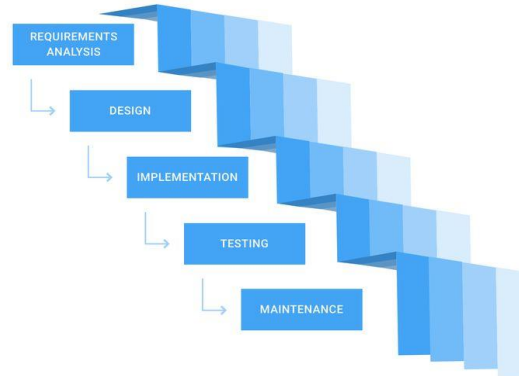 REQUIREMENTS
ANALYSIS
DESIGN
IMPLEMENTATION
TESTING
MAINTENANCE